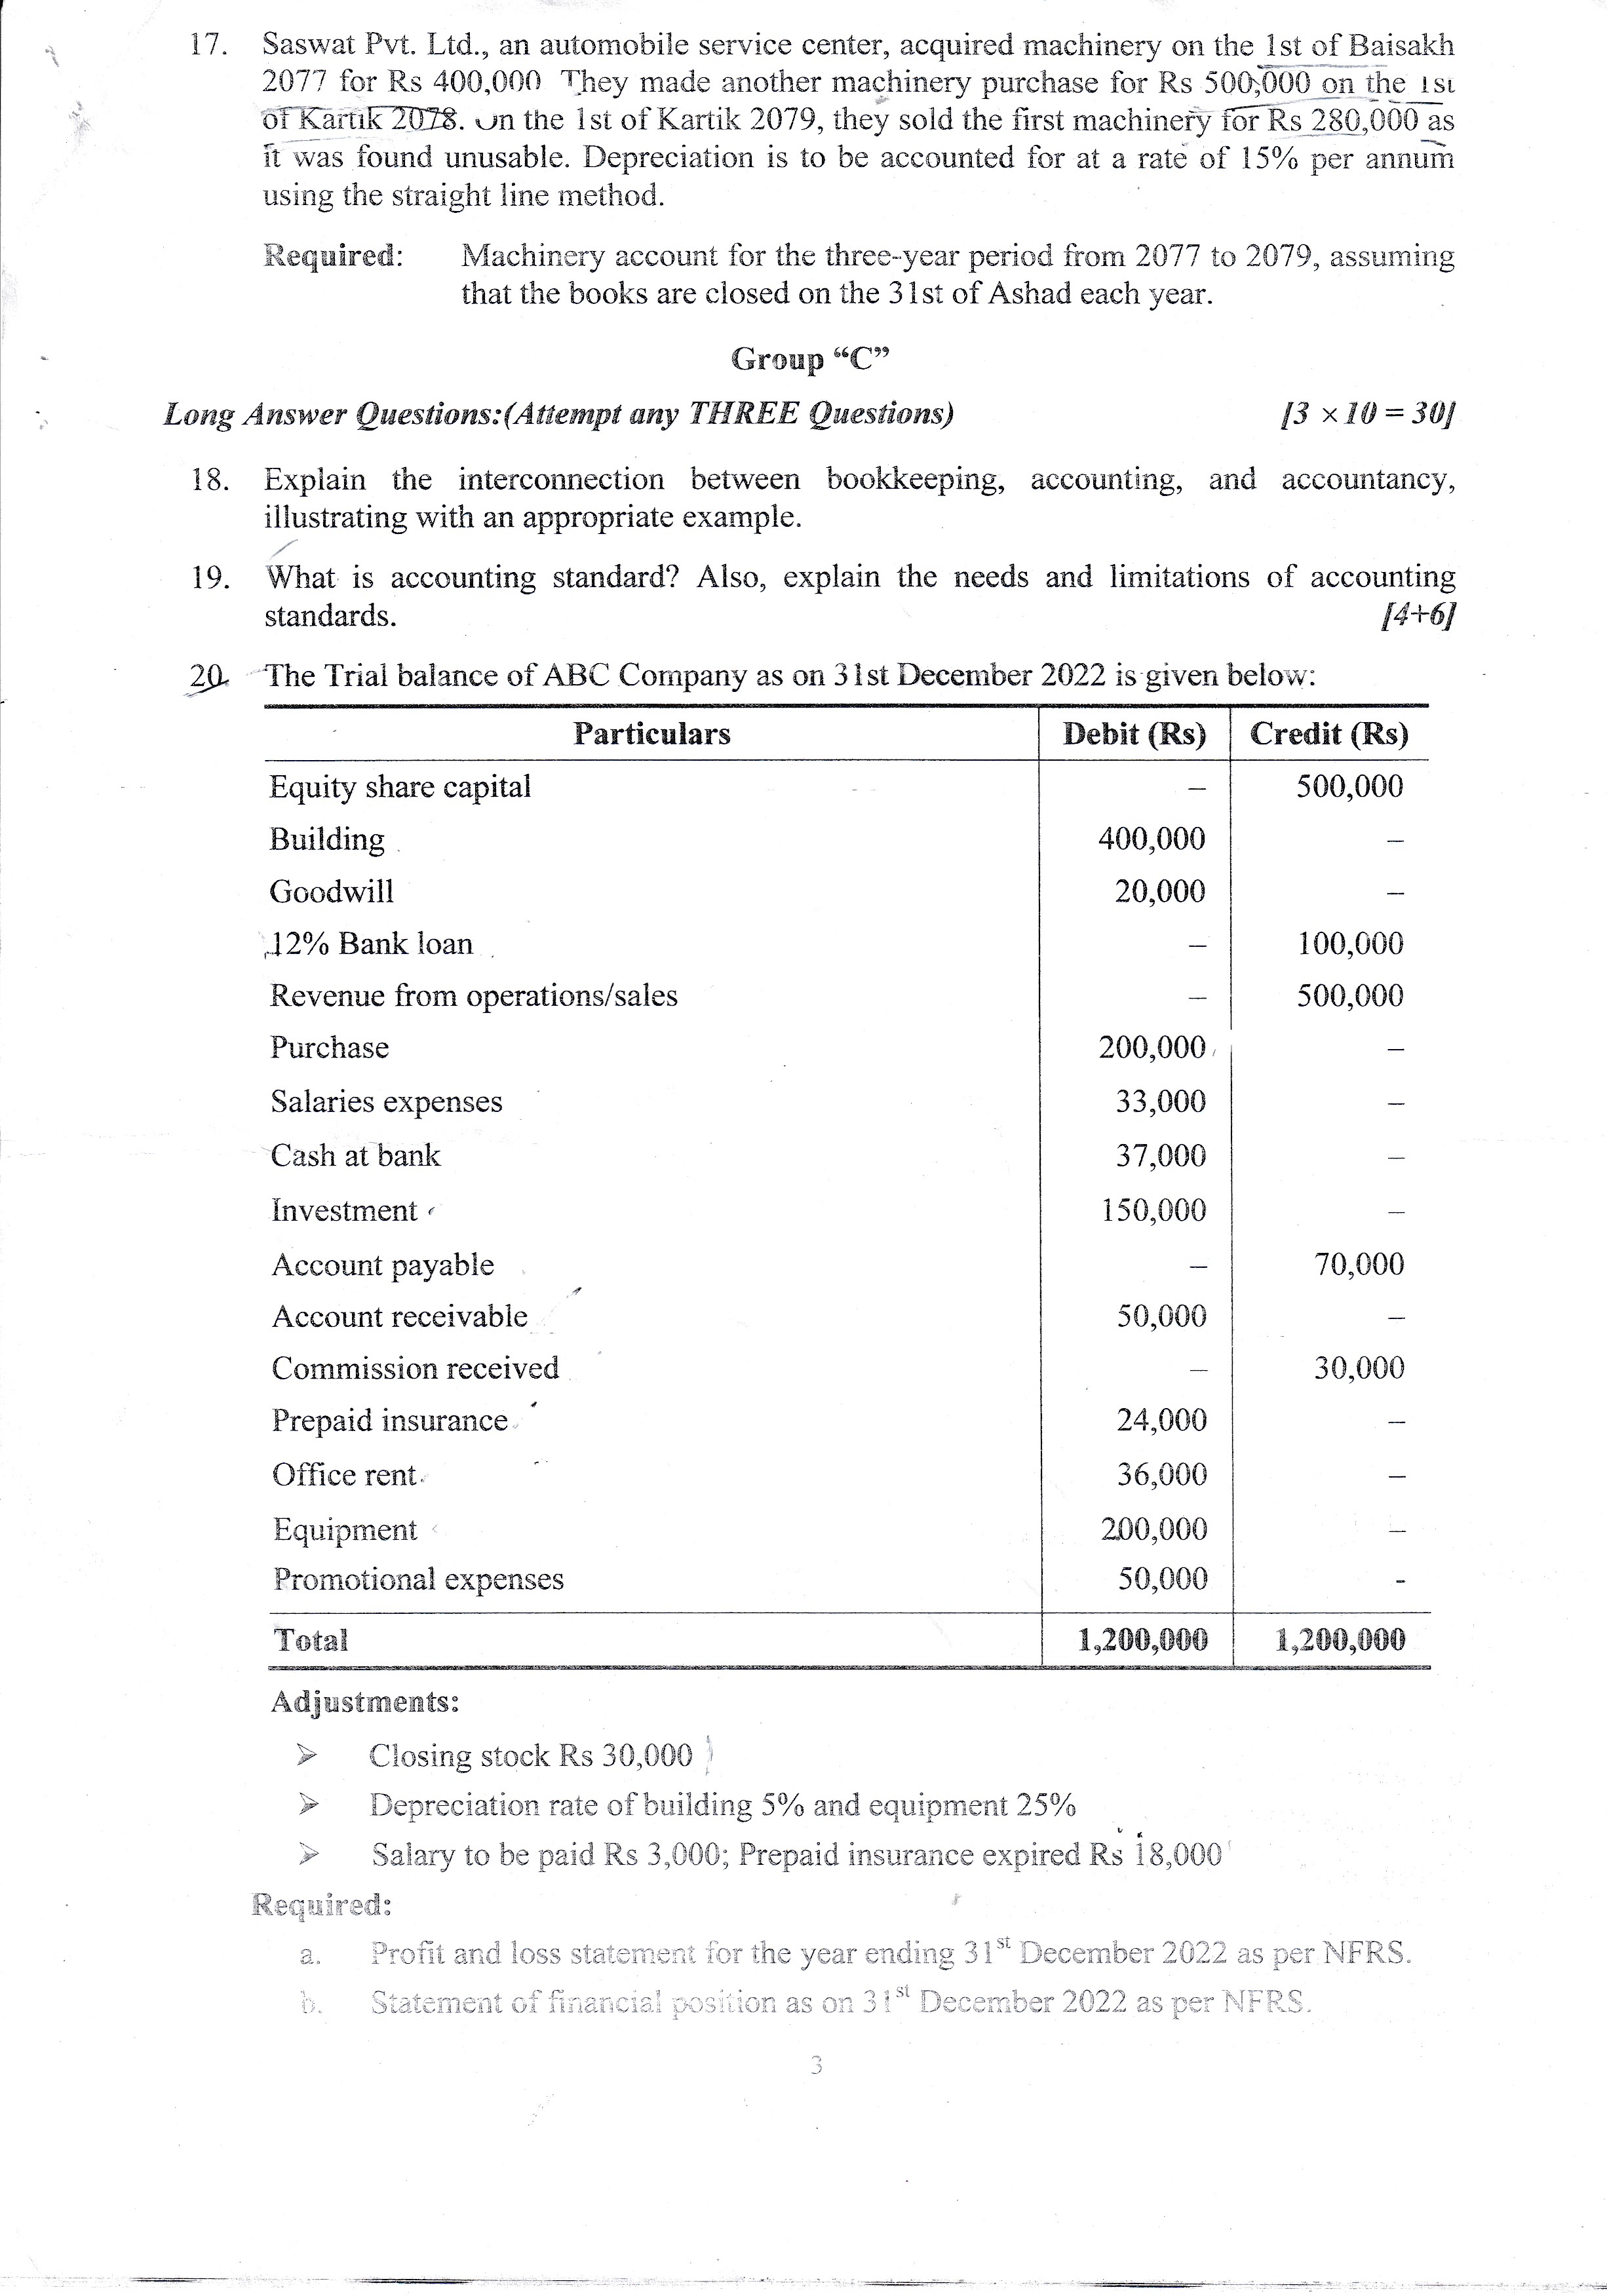 17. Saswat Pvt. Ltd., an automobile service center, acquired machinery on the 1st of Baisakh
2077 for Rs 400,000 They made another machinery purchase for Rs 500,000 on the 1st
of Kartik 2078. On the 1st of Kartik 2079, they sold the first machinery for Rs 280,000 as
it was found unusable. Depreciation is to be accounted for at a rate of 15% per annum
using the straight line method.
Required: Machinery account for the three-year period from 2077 to 2079, assuming
that the books are closed on the 31st of Ashad each year.
Group “C”
Long Answer Questions:(Attempt any THREE Questions) [3 × 10 = 30]
18. Explain the interconnection between bookkeeping, accounting, and accountancy,
illustrating with an appropriate example.
19. What is accounting standard? Also, explain the needs and limitations of accounting
standards. [4+6]
20. The Trial balance of ABC Company as on 31st December 2022 is given below:
Particulars Debit (Rs) Credit (Rs)
Equity share capital – 500,000
Building 400,000 –
Goodwill 20,000 –
12% Bank loan – 100,000
Revenue from operations/sales – 500,000
Purchase 200,000 –
Salaries expenses 33,000 –
Cash at bank 37,000 –
Investment 150,000 –
Account payable – 70,000
Account receivable 50,000 –
Commission received – 30,000
Prepaid insurance 24,000 –
Office rent 36,000 –
Equipment 200,000 –
Promotional expenses 50,000 -
Total 1,200,000 1,200,000
Adjustments:
➢ Closing stock Rs 30,000
➢ Depreciation rate of building 5% and equipment 25%
➢ Salary to be paid Rs 3,000; Prepaid insurance expired Rs 18,000
Required:
a. Profit and loss statement for the year ending 31st December 2022 as per NFRS.
b. Statement of financial position as on 31st December 2022 as per NFRS.
3